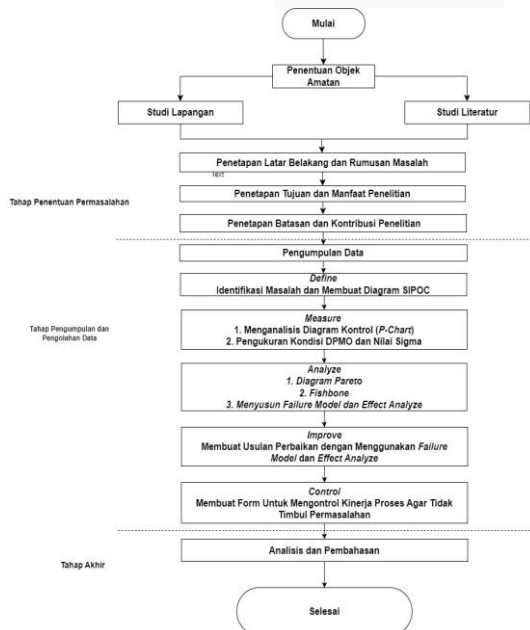 Mulai
Penentuan Objek
Amatan
Studi Lapangan
Studi Literatur
Penetapan Latar Belakang dan Rumusan Masalah
Text
Penetapan Tujuan dan Manfaat Penelitian
Tahap Penentuan Permasalahan
Penetapan Batasan dan Kontribusi Penelitian
Pengumpulan Data
Define
Identifikasi Masalah dan Membuat Diagram SIPOC
Tahap Pengumpulan dan
Pengolahan Data
Measure
1. Menganalisis Diagram Kontrol (P-Chart)
2. Pengukuran Kondisi DPMO dan Nilai Sigma
Analyze
1. Diagram Pareto
2. Fishbone
3. Menyusun Failure Model dan Effect Analyze
Improve
Membuat Usulan Perbaikan dengan Menggunakan Failure
Model dan Effect Analyze
Control
Membuat Form Untuk Mengontrol Kinerja Proses Agar Tidak
Timbul Permasalahan
Analisis dan Pembahasan
Tahap Akhir
Selesai